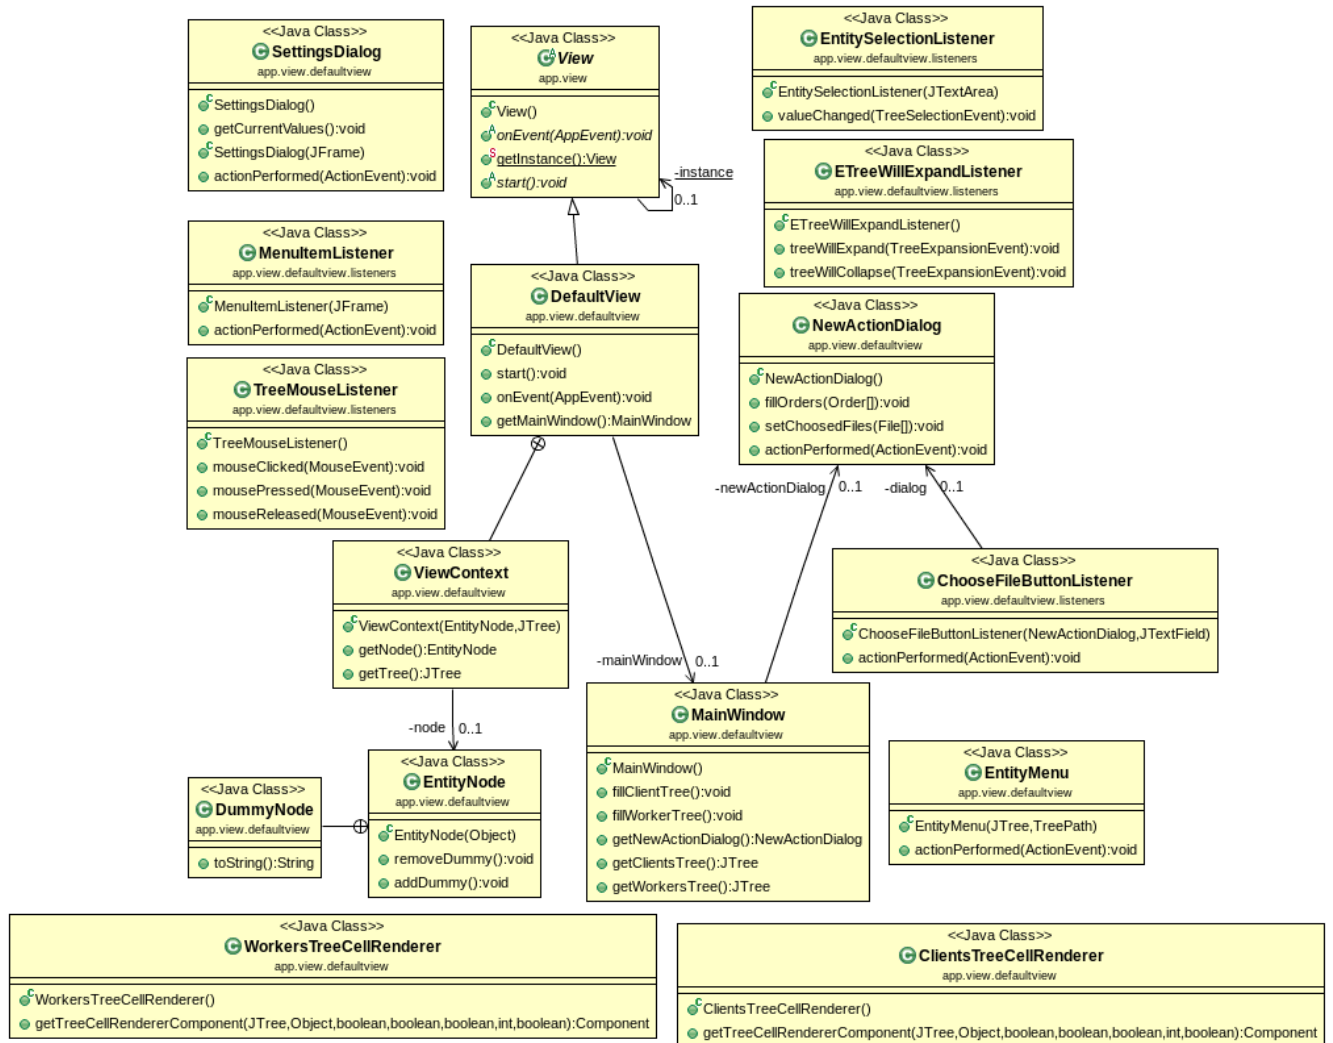 <<Java Class>>
SettingsDialog
app.view.defaultview
SettingsDialog()
getCurrentValues():void
SettingsDialog(JFrame)
actionPerformed(ActionEvent):void
<<Java Class>>
View
app.view
View()
onEvent(AppEvent):void
getInstance():View
start():void
-instance
0..1
<<Java Class>>
EntitySelectionListener
app.view.defaultview.listeners
EntitySelectionListener(JTextArea)
valueChanged(TreeSelectionEvent):void
<<Java Class>>
ETreeWillExpandListener
app.view.defaultview.listeners
ETreeWillExpandListener()
treeWillExpand(TreeExpansionEvent):void
treeWillCollapse(TreeExpansionEvent):void
<<Java Class>>
MenuItemListener
app.view.defaultview.listeners
MenuItemListener(JFrame)
actionPerformed(ActionEvent):void
<<Java Class>>
DefaultView
app.view.defaultview
DefaultView()
start():void
onEvent(AppEvent):void
getMainWindow():MainWindow
<<Java Class>>
NewActionDialog
app.view.defaultview
NewActionDialog()
fillOrders(Order[]):void
setChoosedFiles(File[]):void
actionPerformed(ActionEvent):void
<<Java Class>>
TreeMouseListener
app.view.defaultview.listeners
TreeMouseListener()
mouseClicked(MouseEvent):void
mousePressed(MouseEvent):void
mouseReleased(MouseEvent):void
-newActionDialog
0..1
-dialog
0..1
<<Java Class>>
ViewContext
app.view.defaultview
ViewContext(EntityNode,JTree)
getNode():EntityNode
getTree():JTree
<<Java Class>>
ChooseFileButtonListener
app.view.defaultview.listeners
ChooseFileButtonListener(NewActionDialog,JTextField)
actionPerformed(ActionEvent):void
-mainWindow
0..1
-node
0..1
<<Java Class>>
MainWindow
app.view.defaultview
MainWindow()
fillClientTree():void
fillWorkerTree():void
getNewActionDialog():NewActionDialog
getClientsTree():JTree
getWorkersTree():JTree
<<Java Class>>
EntityMenu
app.view.defaultview
EntityMenu(JTree,TreePath)
actionPerformed(ActionEvent):void
<<Java Class>>
DummyNode
app.view.defaultview
toString():String
<<Java Class>>
EntityNode
app.view.defaultview
EntityNode(Object)
removeDummy():void
addDummy():void
<<Java Class>>
WorkersTreeCellRenderer
app.view.defaultview
WorkersTreeCellRenderer()
getTreeCellRendererComponent(JTree,Object,boolean,boolean,boolean,int,boolean):Component
<<Java Class>>
ClientsTreeCellRenderer
app.view.defaultview
ClientsTreeCellRenderer()
getTreeCellRendererComponent(JTree,Object,boolean,boolean,boolean,int,boolean):Component